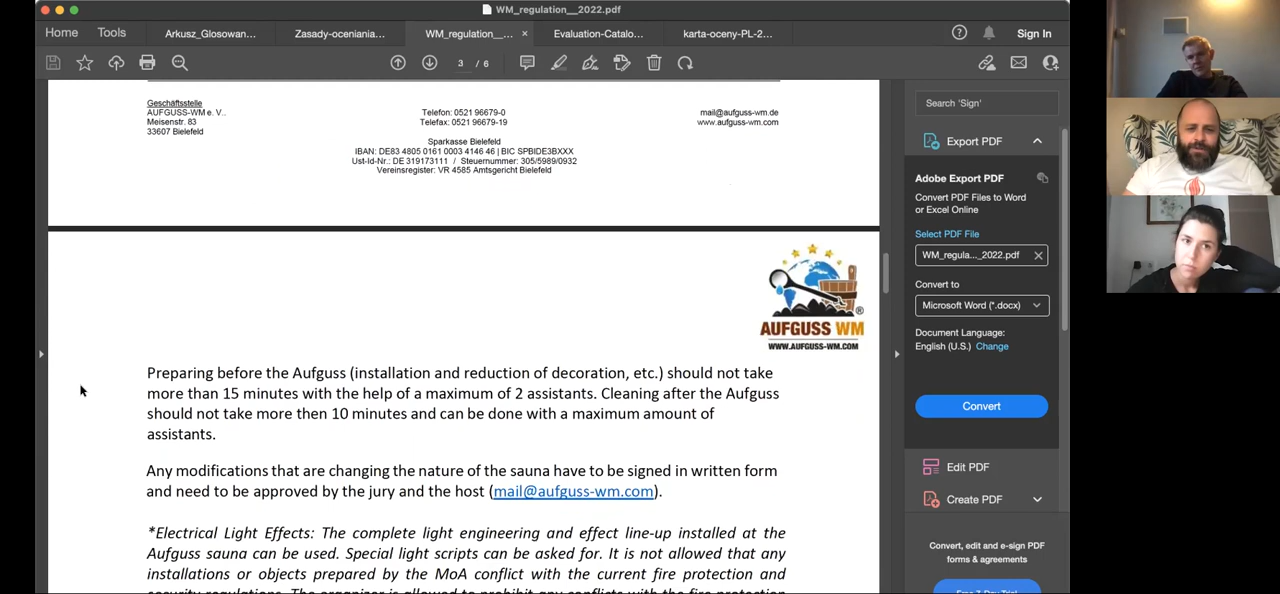 WM_regulation__2022.pdf
Home
Tools
Arkusz_Glosowan...
Zasady-oceniania...
WM_regulation__... ×
Evaluation-Catalo...
karta-oceny-PL-2...
Sign In
3 / 6
Geschäftsstelle
AUFGUSS-WM e. V..
Meisenstr. 83
33607 Bielefeld
Telefon: 0521 96679-0
Telefax: 0521 96679-19
mail@aufguss-wm.de
www.aufguss-wm.com
Sparkasse Bielefeld
IBAN: DE83 4805 0161 0003 4146 46 | BIC SPBIDE3BXXX
Ust-Id-Nr.: DE 319173111 / Steuernummer: 305/5989/0932
Vereinsregister: VR 4585 Amtsgericht Bielefeld
AUFGUSS WM
WWW.AUFGUSS-WM.COM
Preparing before the Aufguss (installation and reduction of decoration, etc.) should not take
more than 15 minutes with the help of a maximum of 2 assistants. Cleaning after the Aufguss
should not take more then 10 minutes and can be done with a maximum amount of
assistants.
Any modifications that are changing the nature of the sauna have to be signed in written form
and need to be approved by the jury and the host (mail@aufguss-wm.com).
*Electrical Light Effects: The complete light engineering and effect line-up installed at the
Aufguss sauna can be used. Special light scripts can be asked for. It is not allowed that any
installations or objects prepared by the MoA conflict with the current fire protection and
security regulations. The organizer is allowed to prohibit any conflicts with the fire protection
Search 'Sign'
Export PDF
Adobe Export PDF
Convert PDF Files to Word
or Excel Online
Select PDF File
WM_regula..._2022.pdf
Convert to
Microsoft Word (*.docx)
Document Language:
English (U.S.) Change
Convert
Edit PDF
Create PDF
Convert, edit and e-sign PDF
forms & agreements
Free 7-Day Trial